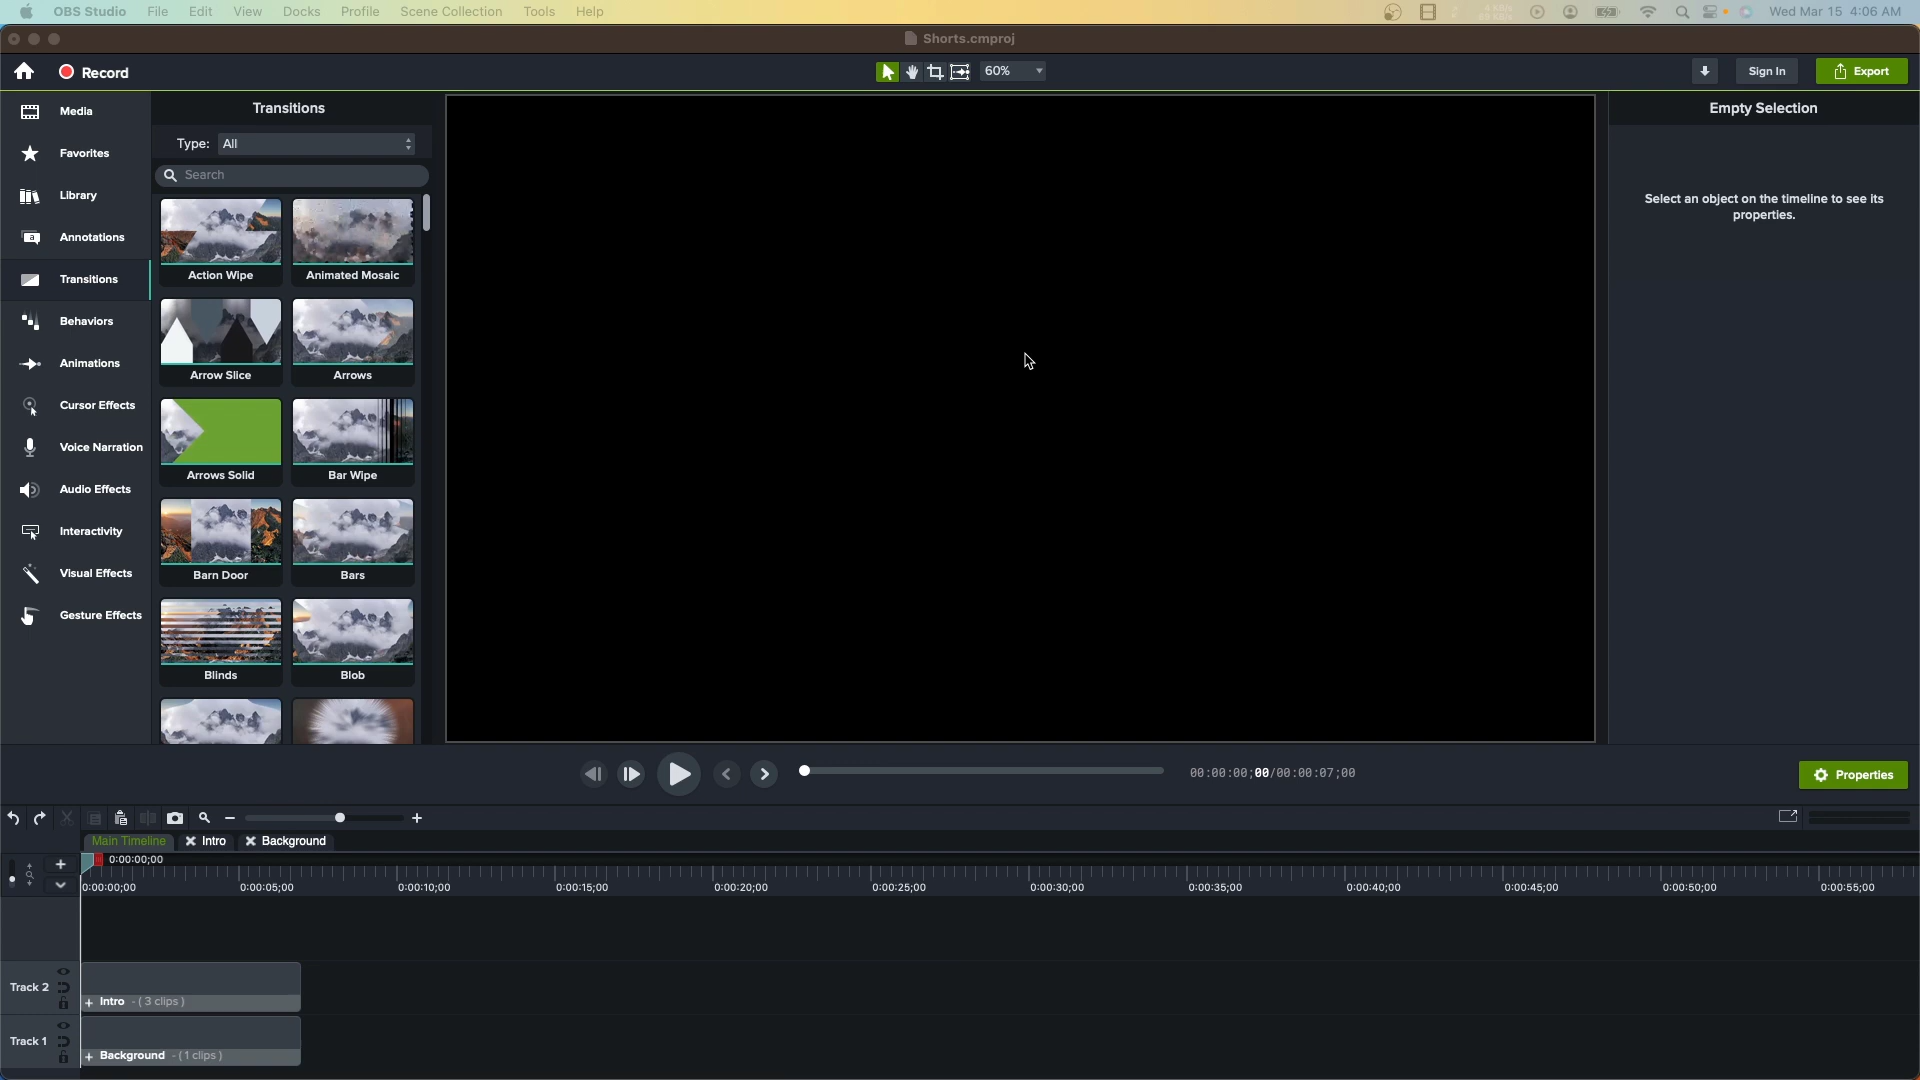 OBS Studio File Edit View Docks Profile Scene Collection Tools Help Wed Mar 15 4:06 AM
Shorts.cmproj
Record 60% Sign In Export
Media
Favorites
Library
Annotations
Transitions
Behaviors
Animations
Cursor Effects
Voice Narration
Audio Effects
Interactivity
Visual Effects
Gesture Effects
Transitions
Type: All
Search
Action Wipe Animated Mosaic
Arrow Slice Arrows
Arrows Solid Bar Wipe
Barn Door Bars
Blinds Blob
Empty Selection
Select an object on the timeline to see its
properties.
00:00:00;00/00:00:07;00
Properties
Main Timeline Intro Background
0:00:00;00
0:00:00;00 0:00:05;00 0:00:10;00 0:00:15;00 0:00:20;00 0:00:25;00 0:00:30;00 0:00:35;00 0:00:40;00 0:00:45;00 0:00:50;00 0:00:55;00
Track 2
+ Intro - ( 3 clips )
Track 1
+ Background - ( 1 clips )